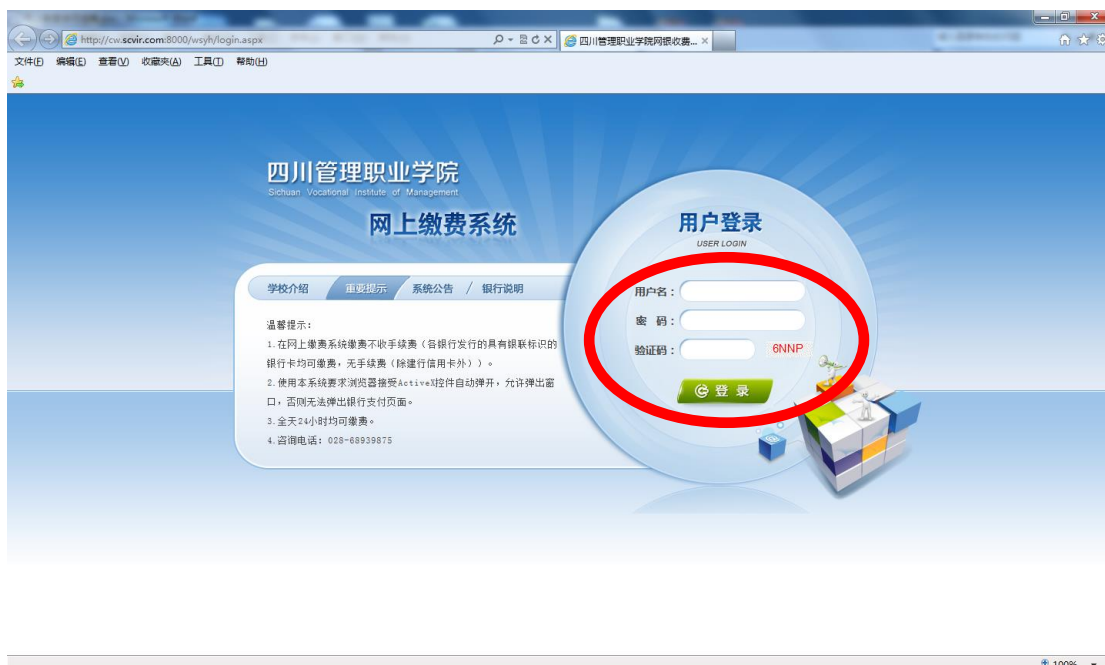 http://cw.scvir.com:8000/wsyh/login.aspx
四川管理职业学院网银收费...
文件(F) 编辑(E) 查看(V) 收藏夹(A) 工具(T) 帮助(H)
四川管理职业学院
Sichuan Vocational Institute of Management
网上缴费系统
用户登录
USER LOGIN
学校介绍 重要提示 系统公告 / 银行说明
温馨提示:
1.在网上缴费系统缴费不收手续费(各银行发行的具有银联标识的
银行卡均可缴费,无手续费(除建行信用卡外))。
2.使用本系统要求浏览器接受ActiveX控件自动弹开,允许弹出窗
口,否则无法弹出银行支付页面。
3.全天24小时均可缴费。
4.咨询电话: 028-68939875
用户名:
密 码:
验证码: 6NNP
登 录
100%